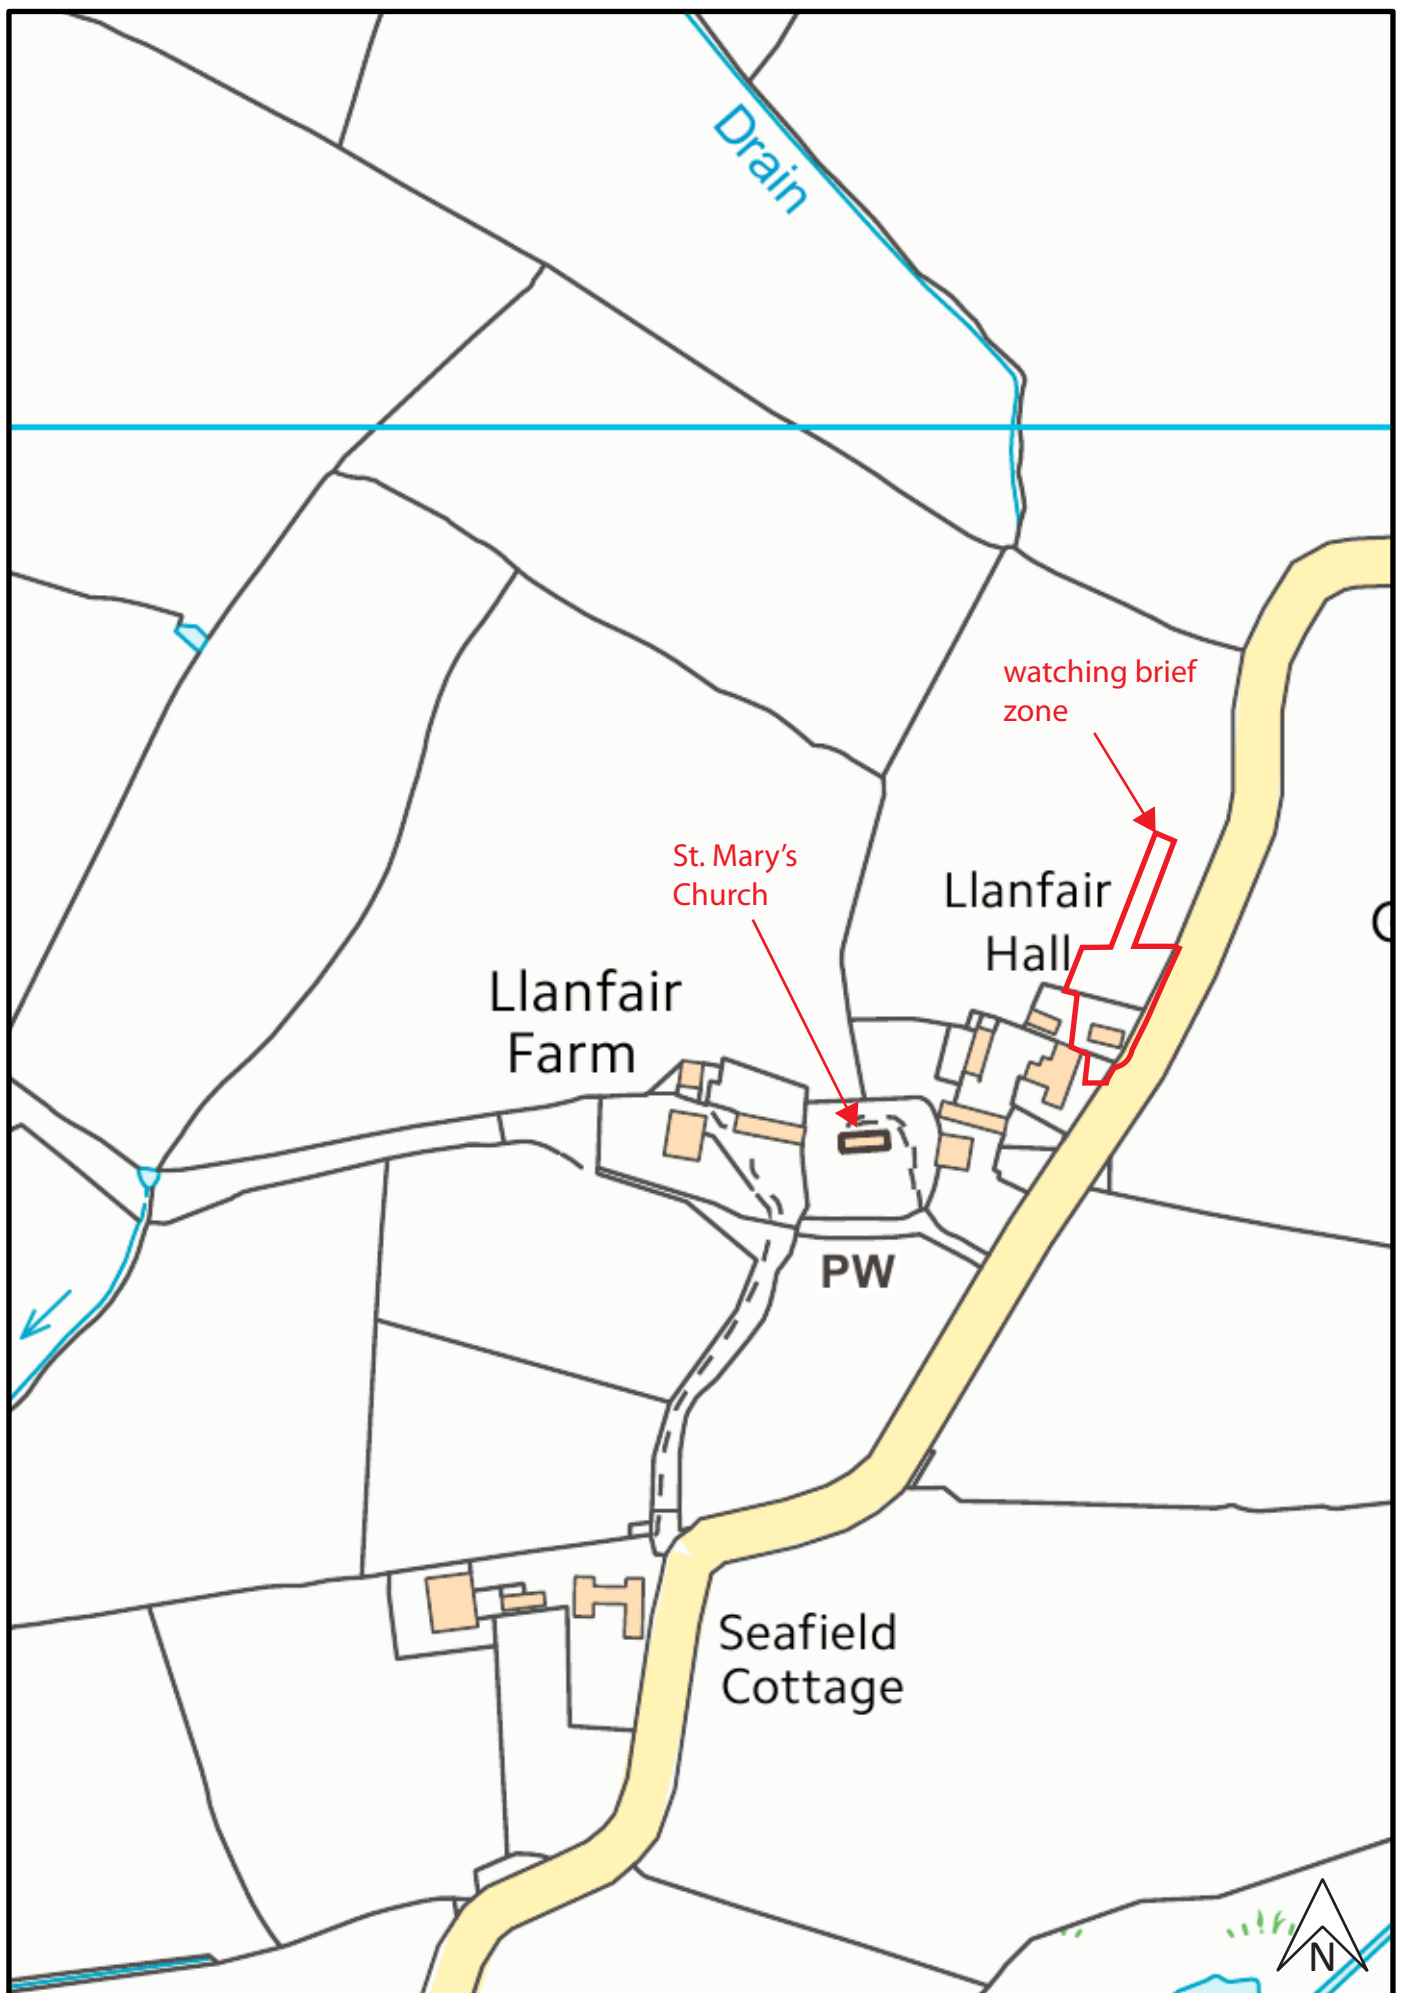 Drain
watching brief
zone
St. Mary's
Church
Llanfair
Hall
Llanfair
Farm
PW
Seafield
Cottage
N